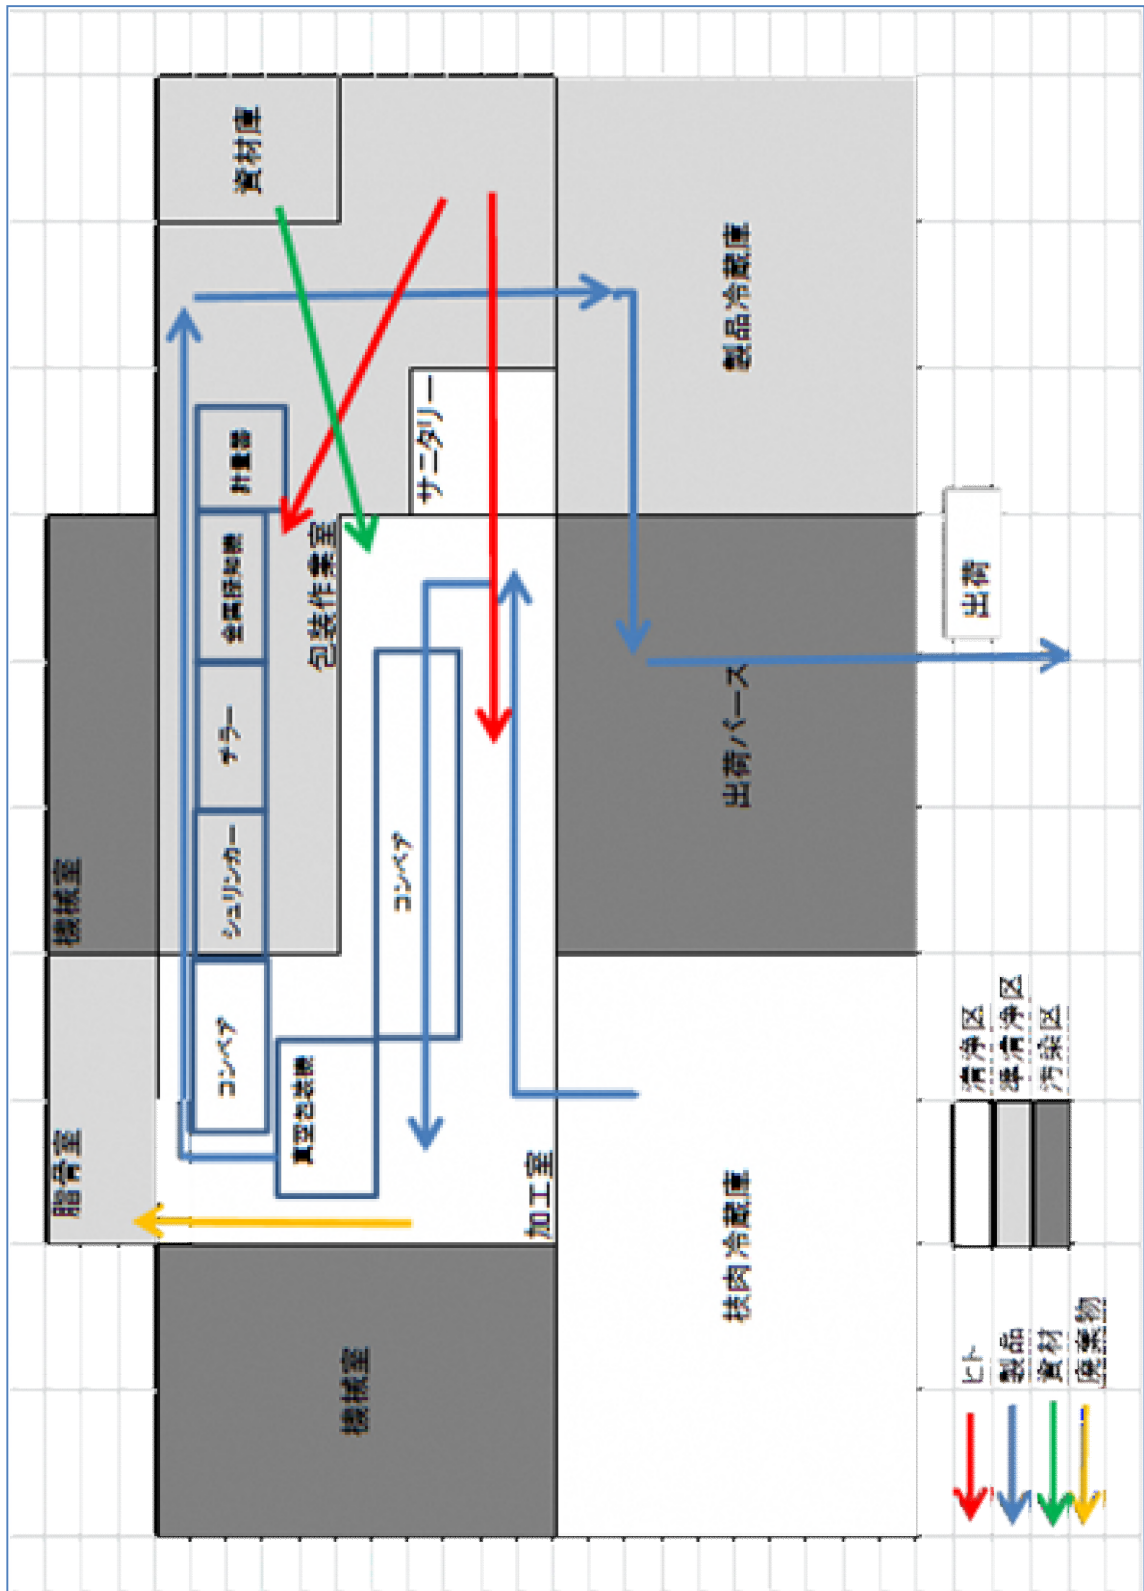 機械室
枝肉冷蔵庫
脂骨室
加工室
真空包装機
コンベア
コンベア
シュリンカー
チラー
金属探知機
計量器
包装作業室
機械室
サニタリー
資材庫
製品冷蔵庫
出荷バース
出荷
ヒト
製品
資材
廃棄物
清浄区
準清浄区
汚染区